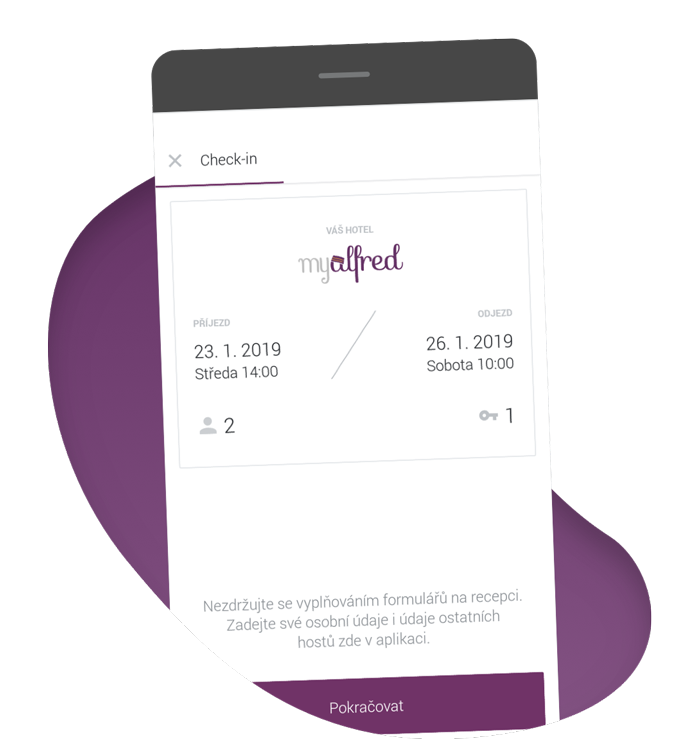 Check-in
VÁŠ HOTEL
myalfred
PŘÍJEZD
ODJEZD
23. 1. 2019
26. 1. 2019
Středa 14:00
Sobota 10:00
2
1
Nezdržujte se vyplňováním formulářů na recepci.
Zadejte své osobní údaje i údaje ostatních
hostů zde v aplikaci.
Pokračovat